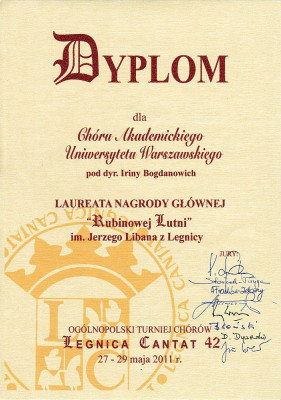 DYPLOM
dla
Chóru Akademickiego
Uniwersytetu Warszawskiego
pod dyr. Iriny Bogdanowich
LAUREATA NAGRODY GŁÓWNEJ
"Rubinowej Lutni"
im. Jerzego Libana z Legnicy
JURY:
OGÓLNOPOLSKI TURNIEJ CHÓRÓW
LEGNICA CANTAT 42
27 - 29 maja 2011 r.